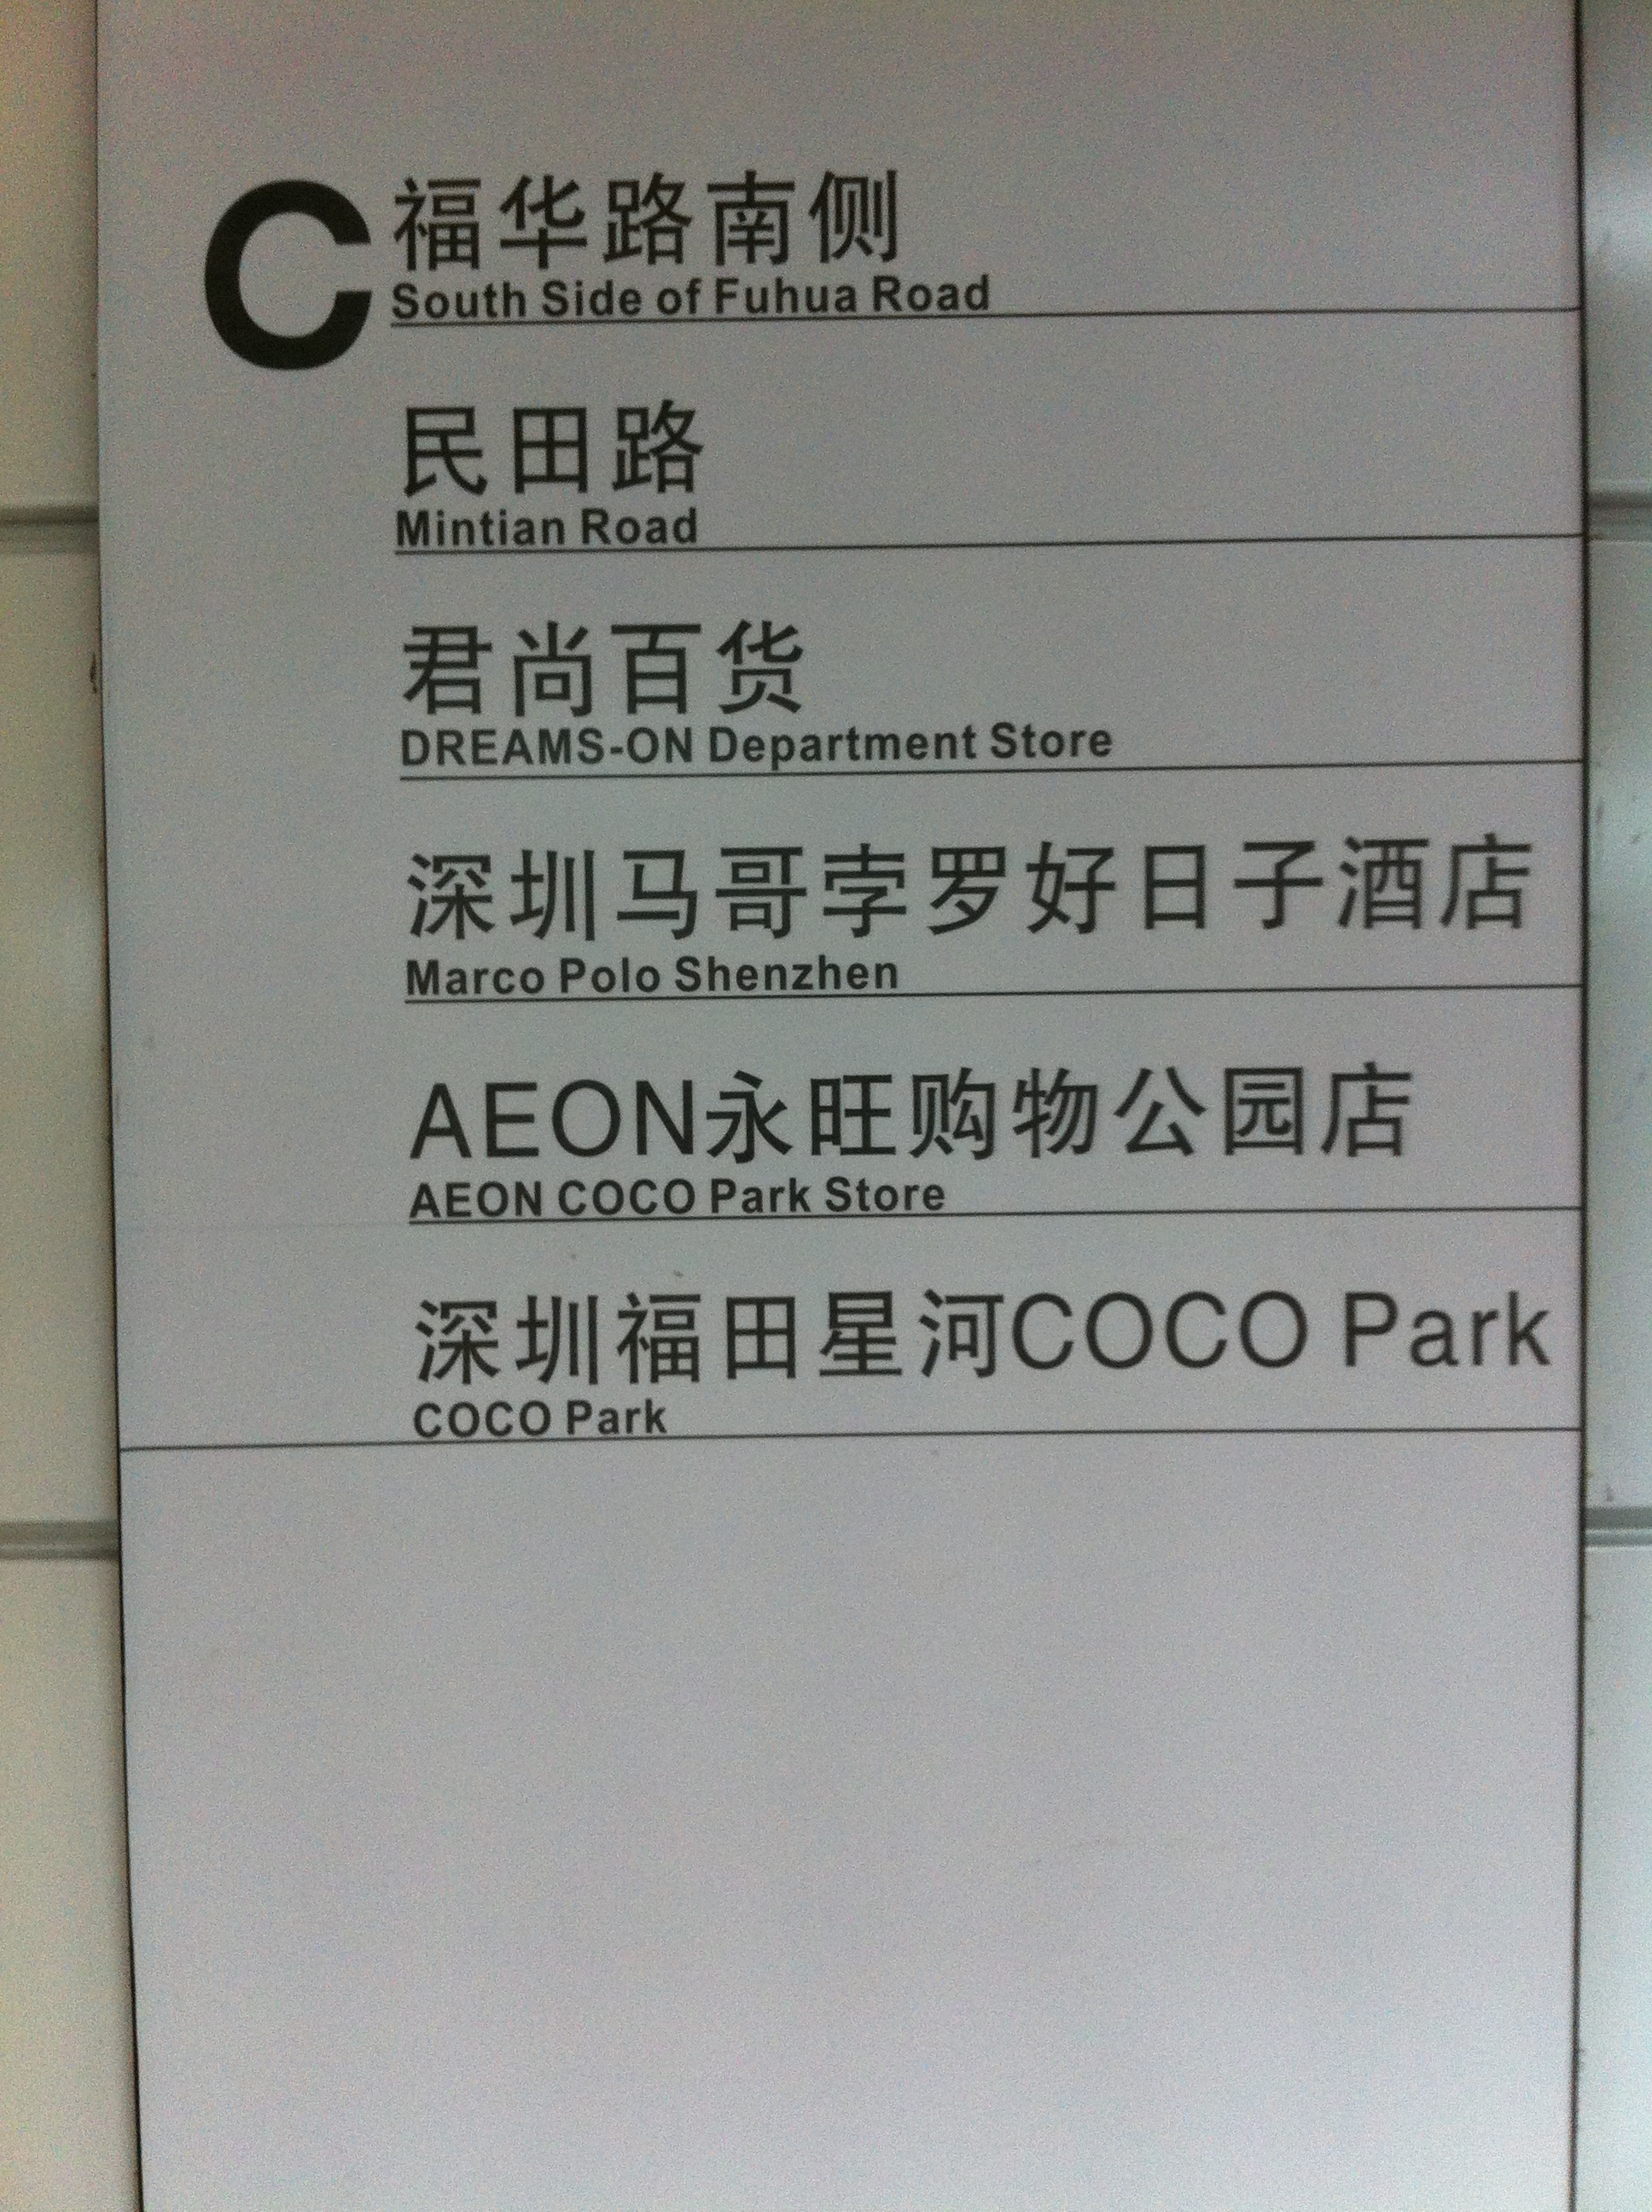 C 福华路南侧
South Side of Fuhua Road
民田路
Mintian Road
君尚百货
DREAMS-ON Department Store
深圳马哥孛罗好日子酒店
Marco Polo Shenzhen
AEON永旺购物公园店
AEON COCO Park Store
深圳福田星河COCO Park
COCO Park